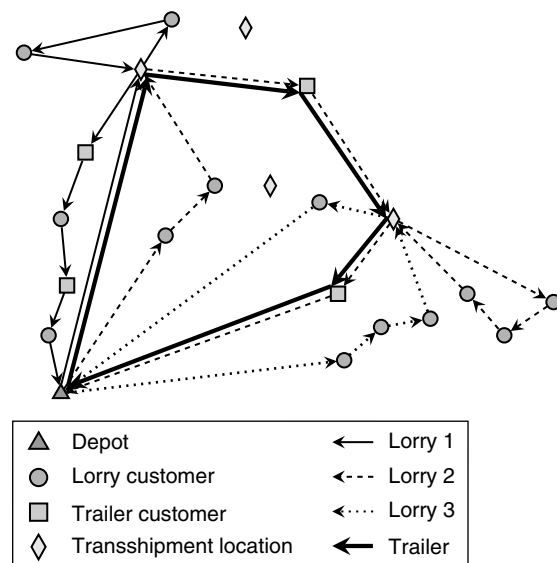 Depot
Lorry customer
Trailer customer
Transshipment location
Lorry 1
Lorry 2
Lorry 3
Trailer